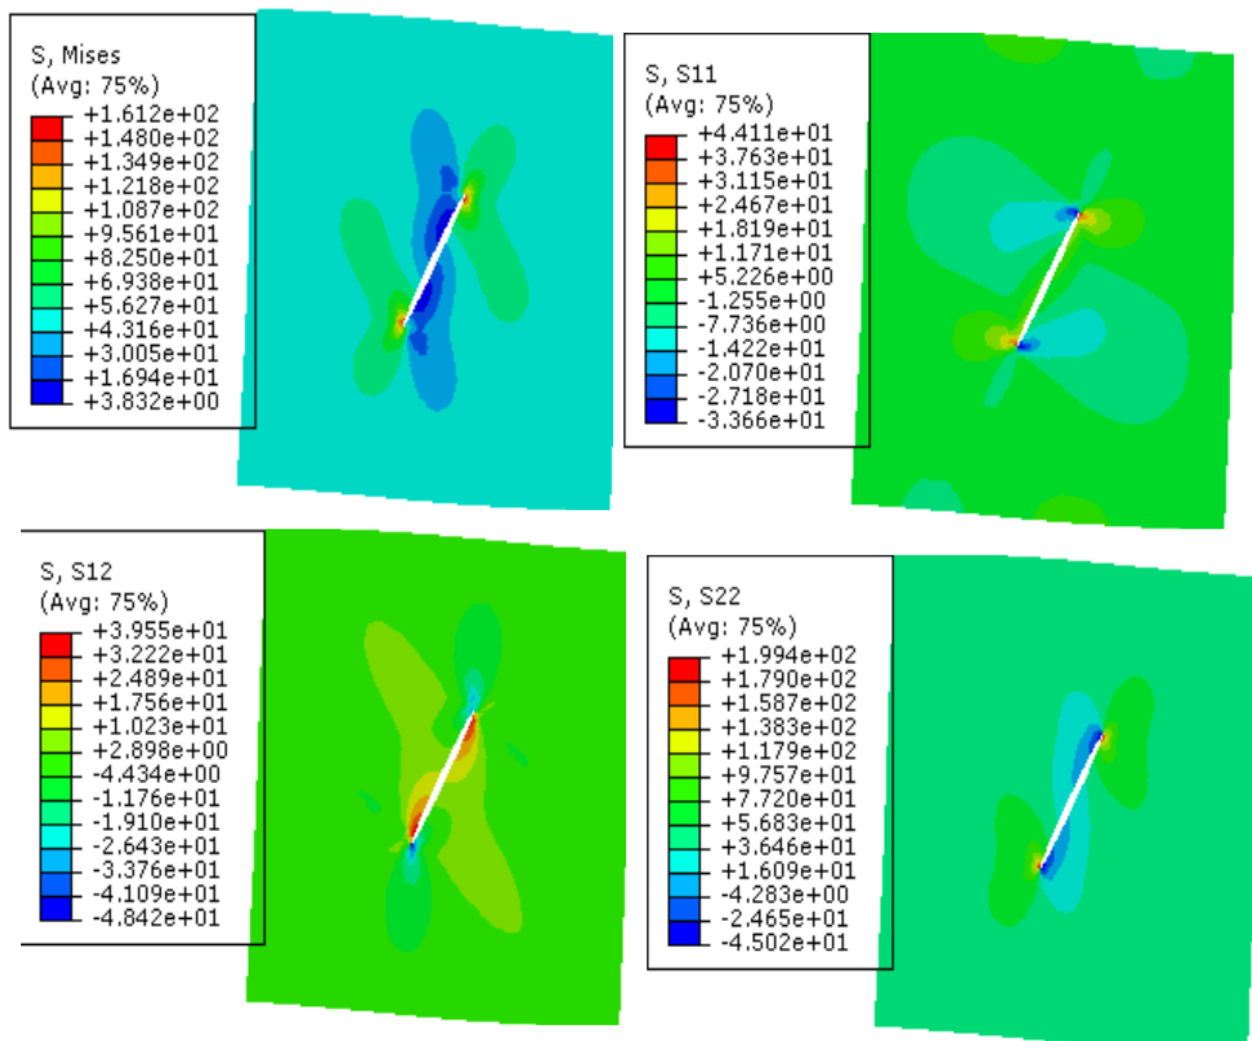 S, Mises
(Avg: 75%)
+1.612e+02
+1.480e+02
+1.349e+02
+1.218e+02
+1.087e+02
+9.561e+01
+8.250e+01
+6.938e+01
+5.627e+01
+4.316e+01
+3.005e+01
+1.694e+01
+3.832e+00
S, S11
(Avg: 75%)
+4.411e+01
+3.763e+01
+3.115e+01
+2.467e+01
+1.819e+01
+1.171e+01
+5.226e+00
-1.255e+00
-7.736e+00
-1.422e+01
-2.070e+01
-2.718e+01
-3.366e+01
S, S12
(Avg: 75%)
+3.955e+01
+3.222e+01
+2.489e+01
+1.756e+01
+1.023e+01
+2.898e+00
-4.434e+00
-1.176e+01
-1.910e+01
-2.643e+01
-3.376e+01
-4.109e+01
-4.842e+01
S, S22
(Avg: 75%)
+1.994e+02
+1.790e+02
+1.587e+02
+1.383e+02
+1.179e+02
+9.757e+01
+7.720e+01
+5.683e+01
+3.646e+01
+1.609e+01
-4.283e+00
-2.465e+01
-4.502e+01